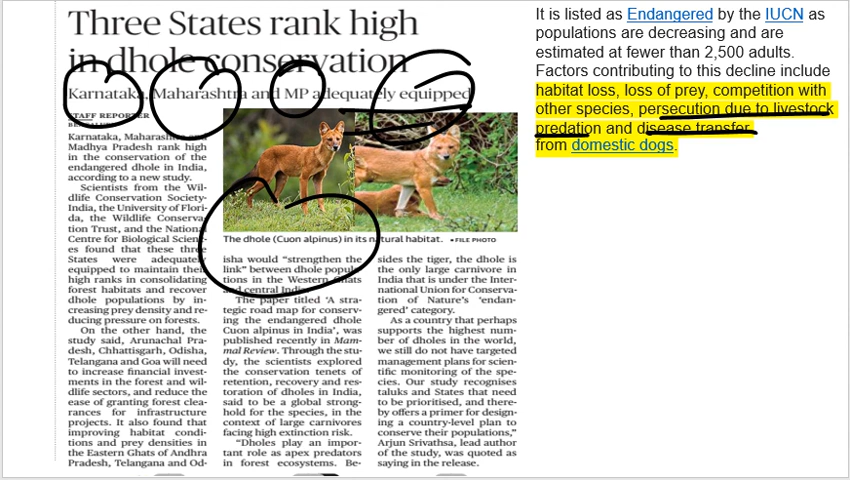 Three States rank high
in dhole conservation
Karnataka, Maharashtra and MP adequately equipped
STAFF REPORTER
Karnataka, Maharashtra and
Madhya Pradesh rank high
in the conservation of the
endangered dhole in India,
according to a new study.
Scientists from the Wil-
dlife Conservation Society-
India, the University of Flori-
da, the Wildlife Conserva-
tion Trust, and the National
Centre for Biological Scienc-
es found that these three
States were adequately
equipped to maintain their
high ranks in consolidating
forest habitats and recover
dhole populations by in-
creasing prey density and re-
ducing pressure on forests.
On the other hand, the
study said, Arunachal Pra-
desh, Chhattisgarh, Odisha,
Telangana and Goa will need
to increase financial invest-
ments in the forest and wil-
dlife sectors, and reduce the
ease of granting forest clea-
rances for infrastructure
projects. It also found that
improving habitat condi-
tions and prey densities in
the Eastern Ghats of Andhra
Pradesh, Telangana and Od-
The dhole (Cuon alpinus) in its natural habitat. •FILE PHOTO
isha would “strengthen the
link” between dhole popula-
tions in the Western Ghats
and central India.
The paper titled ‘A stra-
tegic road map for conserv-
ing the endangered dhole
Cuon alpinus in India’, was
published recently in Mam-
mal Review. Through the stu-
dy, the scientists explored
the conservation tenets of
retention, recovery and res-
toration of dholes in India,
said to be a global strong-
hold for the species, in the
context of large carnivores
facing high extinction risk.
“Dholes play an impor-
tant role as apex predators
in forest ecosystems. Be-
sides the tiger, the dhole is
the only large carnivore in
India that is under the Inter-
national Union for Conserva-
tion of Nature’s ‘endan-
gered’ category.
As a country that perhaps
supports the highest num-
ber of dholes in the world,
we still do not have targeted
management plans for scien-
tific monitoring of the spe-
cies. Our study recognises
taluks and States that need
to be prioritised, and there-
by offers a primer for design-
ing a country-level plan to
conserve their populations,”
Arjun Srivathsa, lead author
of the study, was quoted as
saying in the release.
It is listed as Endangered by the IUCN as
populations are decreasing and are
estimated at fewer than 2,500 adults.
Factors contributing to this decline include
habitat loss, loss of prey, competition with
other species, persecution due to livestock
predation and disease transfer
from domestic dogs.